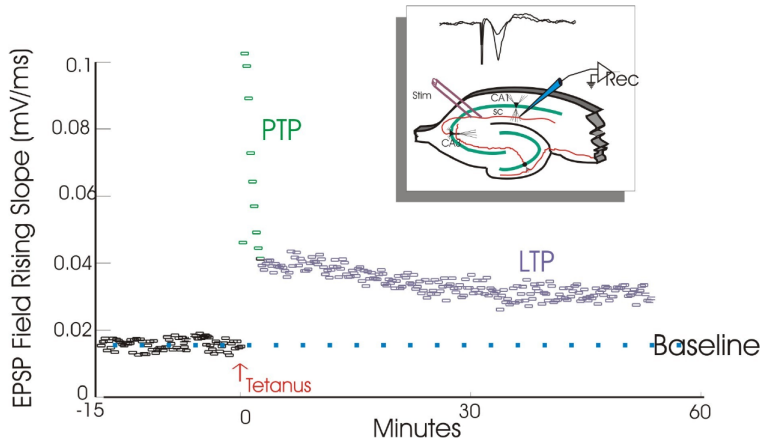 EPSP Field Rising Slope (mV/ms)
0.1
0.08
0.06
0.04
0.02
0
-15
0
30
60
Minutes
PTP
LTP
Baseline
Tetanus
Stim
Rec
CA1
sc
CA3